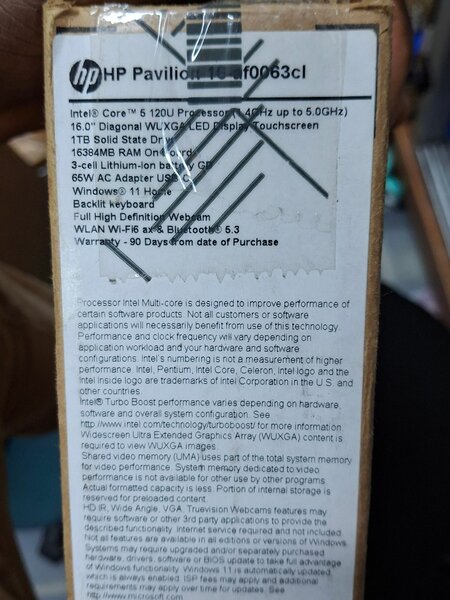 hp HP Pavilion 16-af0063cl
Intel® Core™ 5 120U Processor 4GHz up to 5.0GHz)
16.0" Diagonal WUXGA LED Display Touchscreen
1TB Solid State Drive
16384MB RAM On-board
3-cell Lithium-ion battery GD
65W AC Adapter USB C
Windows® 11 Home
Backlit keyboard
Full High Definition Webcam
WLAN Wi-Fi6 ax & Bluetooth® 5.3
Warranty - 90 Days from date of Purchase
Processor Intel Multi-core is designed to improve performance of
certain software products. Not all customers or software
applications will necessarily benefit from use of this technology.
Performance and clock frequency will vary depending on
application workload and your hardware and software
configurations. Intel's numbering is not a measurement of higher
performance. Intel, Pentium, Intel Core, Celeron, Intel logo and the
Intel inside logo are trademarks of Intel Corporation in the U.S. and
other countries
Intel® Turbo Boost performance varies depending on hardware,
software and overall system configuration. See
http://www.intel.com/technology/turboboost/ for more information.
Widescreen Ultra Extended Graphics Array (WUXGA) content is
required to view WUXGA images.
Shared video memory (UMA) uses part of the total system memory
for video performance. System memory dedicated to video
performance is not available for other use by other programs
Actual formatted capacity is less. Portion of internal storage is
reserved for preloaded content.
HD IR, Wide Angle, VGA, Truevision Webcams features may
require software or other 3rd party applications to provide the
described functionality. Internet service required and not included.
Not all features are available in all editions or versions of Windows.
Systems may require upgraded and/or separately purchased
hardware, drivers, software or BIOS update to take full advantage
of Windows functionality. Windows 11 is automatically updated,
which is always enabled. ISP fees may apply and additional
requirements may apply over time for updates. See
http://www.microsoft.com